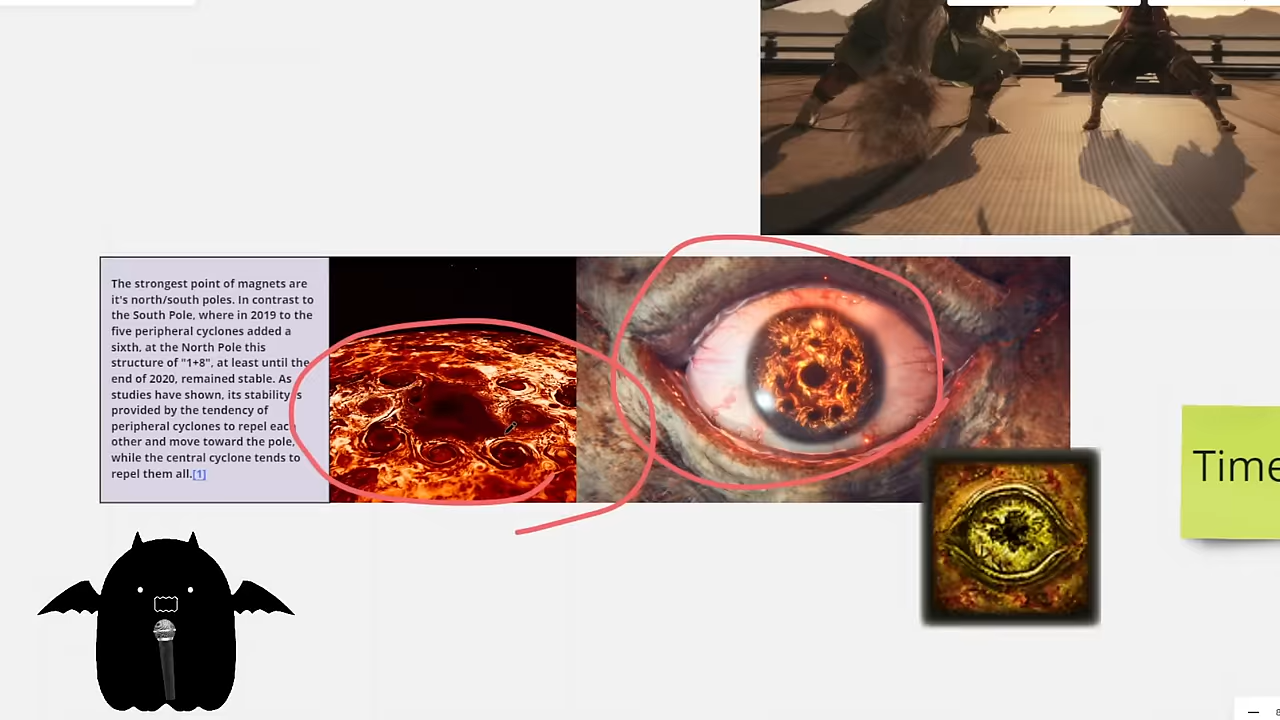 The strongest point of magnets are
it's north/south poles. In contrast to
the South Pole, where in 2019 to the
five peripheral cyclones added a
sixth, at the North Pole this
structure of "1+8", at least until the
end of 2020, remained stable. As
studies have shown, its stability is
provided by the tendency of
peripheral cyclones to repel each
other and move toward the pole,
while the central cyclone tends to
repel them all.[1]
Time
8